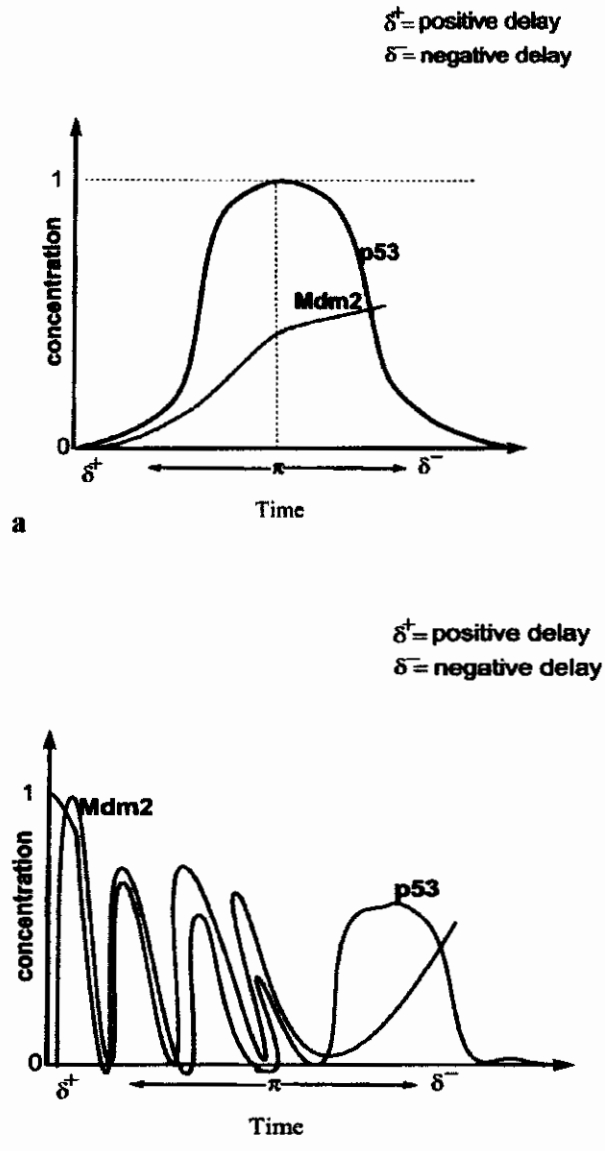 δ⁺= positive delay
δ⁻= negative delay
1
concentration
p53
Mdm2
0
δ⁺ π δ⁻
Time
a
δ⁺= positive delay
δ⁻= negative delay
1
Mdm2
concentration
p53
0
δ⁺ π δ⁻
Time